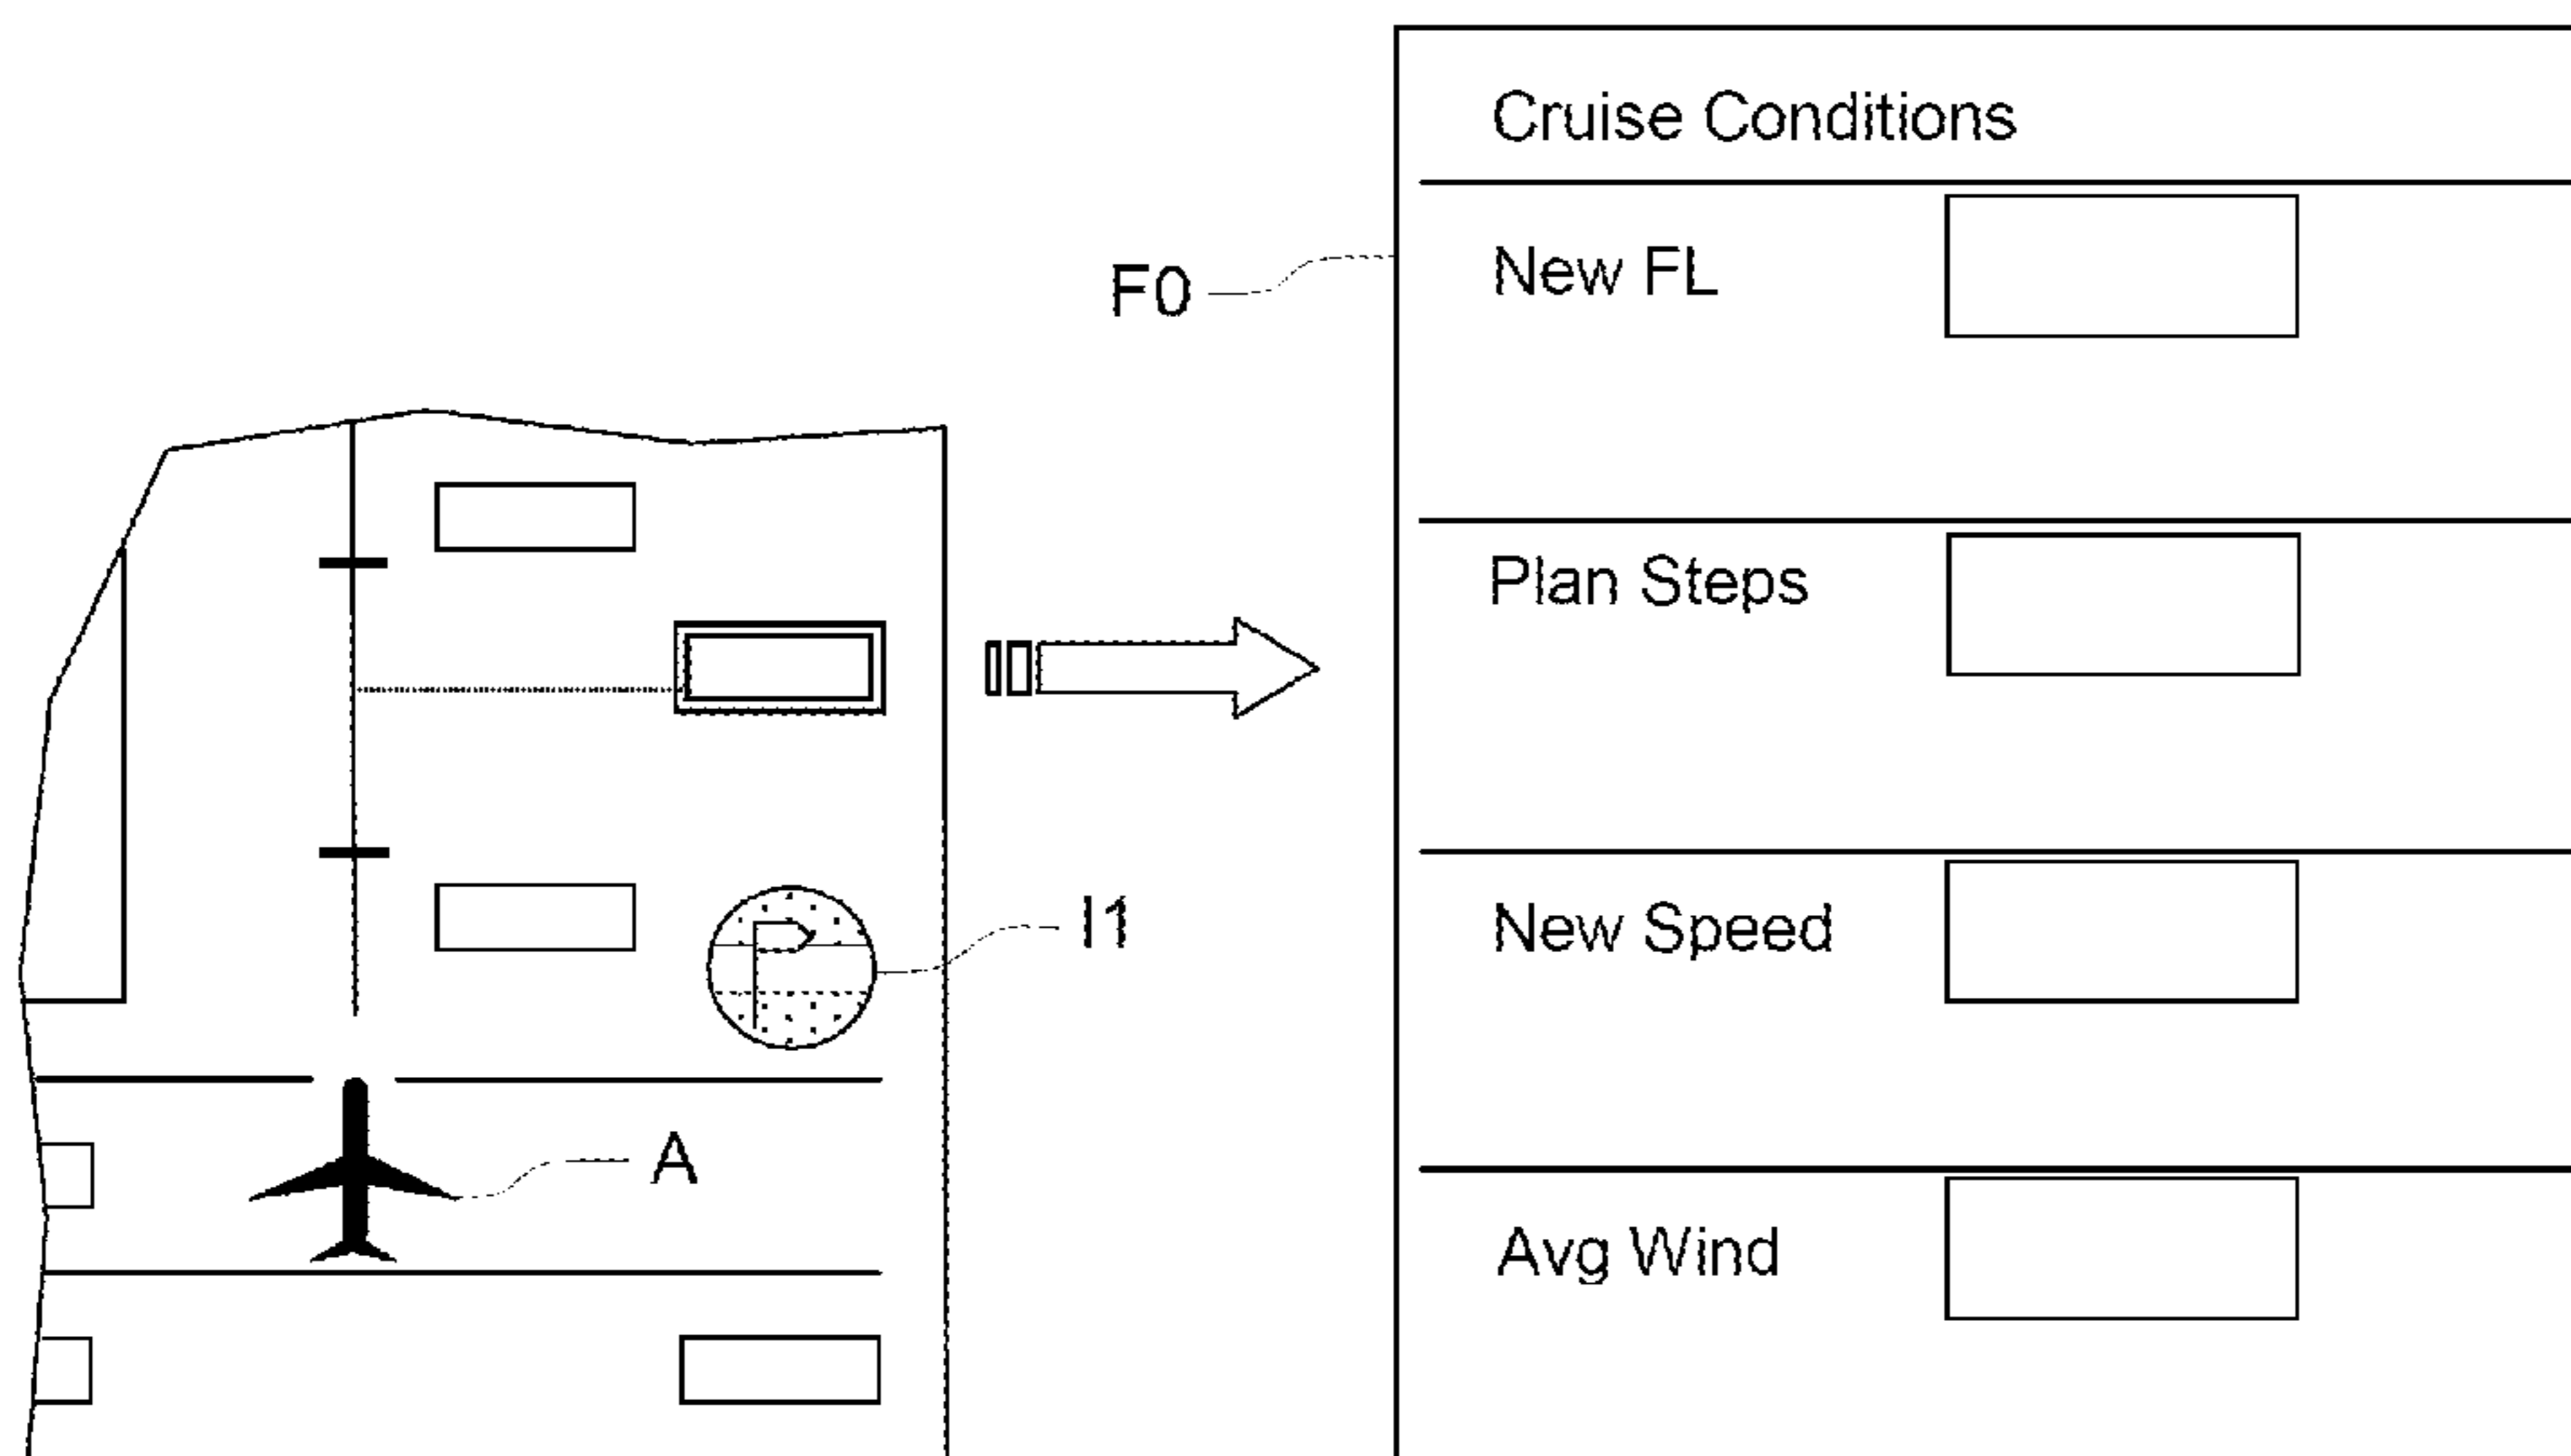 Cruise Conditions
F0
New FL
Plan Steps
I1
New Speed
A
Avg Wind